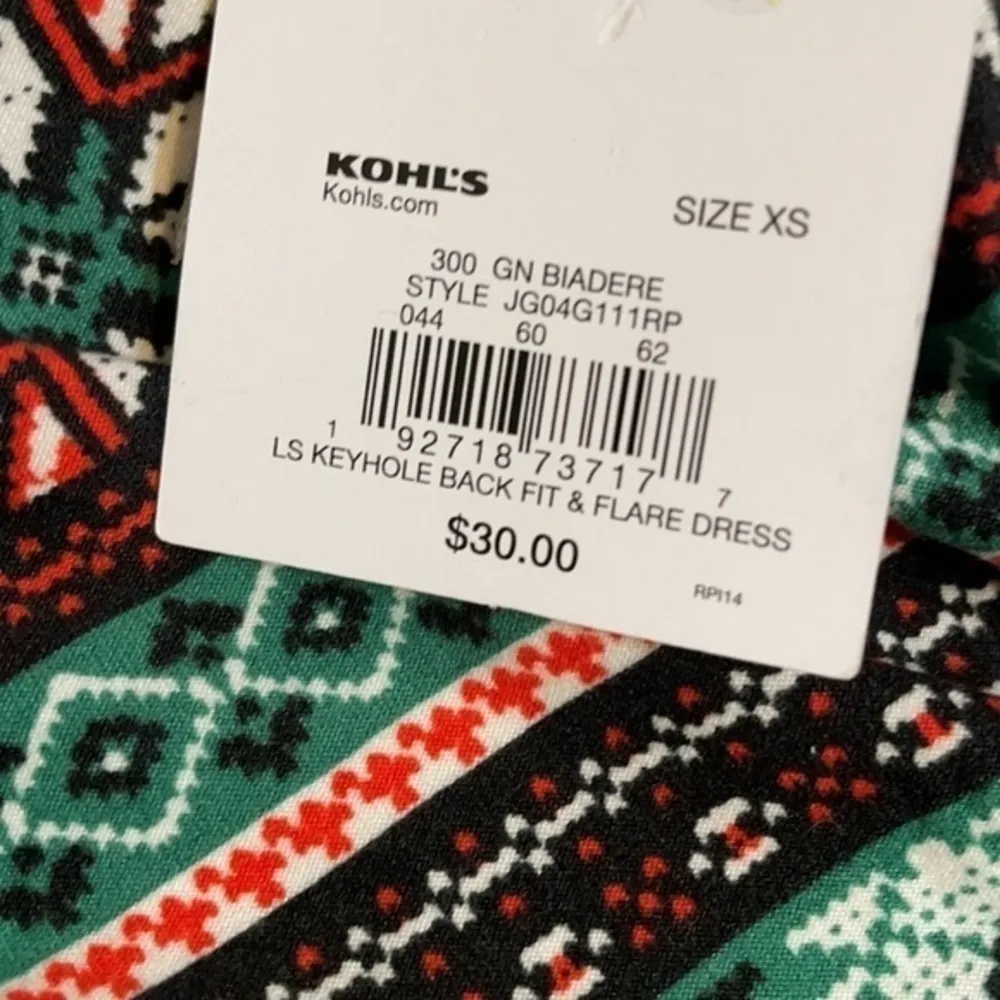 KOHL'S
Kohls.com
SIZE XS
300 GN BIADERE
STYLE JG04G111RP
044 60 62
1 92718 73717 7
LS KEYHOLE BACK FIT & FLARE DRESS
$30.00
RPI14